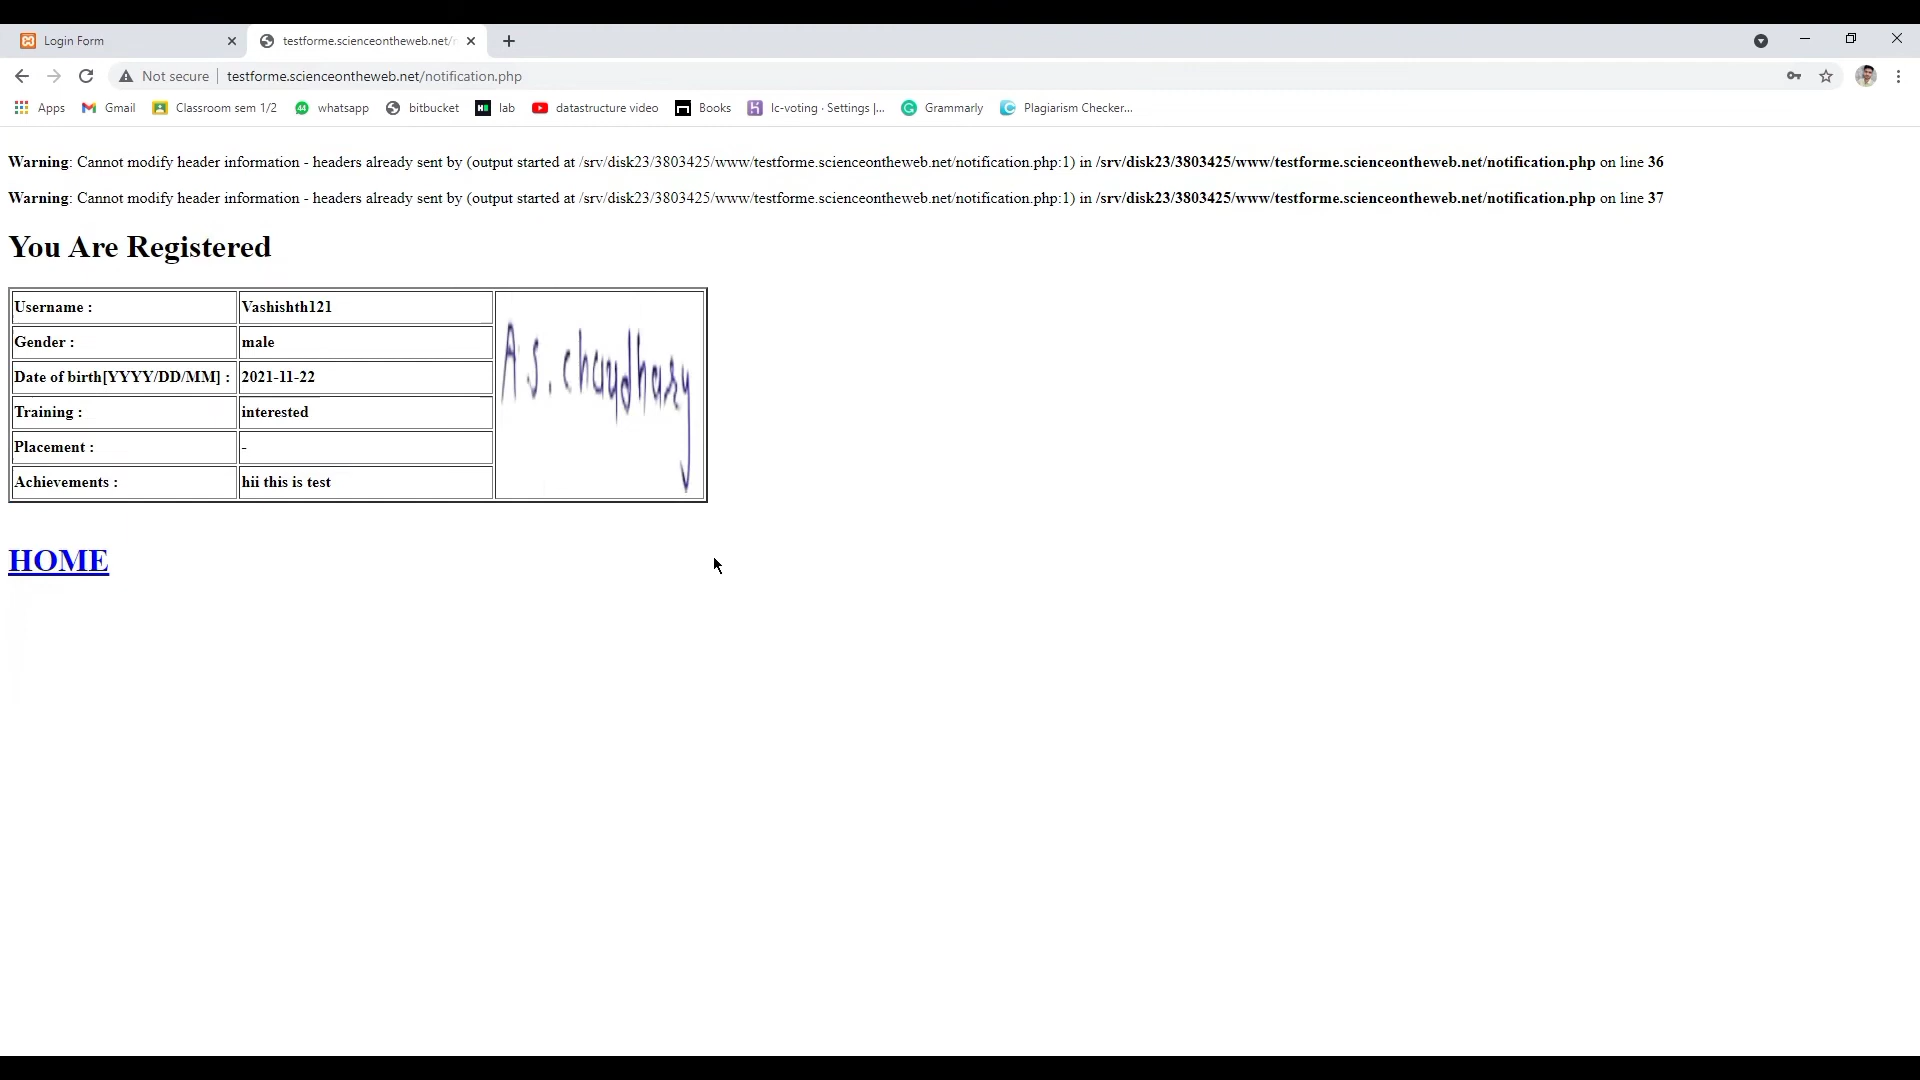 Login Form
testforme.scienceontheweb.net/
Not secure
testforme.scienceontheweb.net/notification.php
Apps
Gmail
Classroom sem 1/2
44
whatsapp
bitbucket
lab
datastructure video
Books
lc-voting · Settings |...
Grammarly
Plagiarism Checker...
Warning: Cannot modify header information - headers already sent by (output started at /srv/disk23/3803425/www/testforme.scienceontheweb.net/notification.php:1) in /srv/disk23/3803425/www/testforme.scienceontheweb.net/notification.php on line 36
Warning: Cannot modify header information - headers already sent by (output started at /srv/disk23/3803425/www/testforme.scienceontheweb.net/notification.php:1) in /srv/disk23/3803425/www/testforme.scienceontheweb.net/notification.php on line 37
You Are Registered
Username : Vashishth121
Gender : male
Date of birth[YYYY/DD/MM] : 2021-11-22
Training : interested
Placement : -
Achievements : hii this is test
A.S. chaudhary
HOME